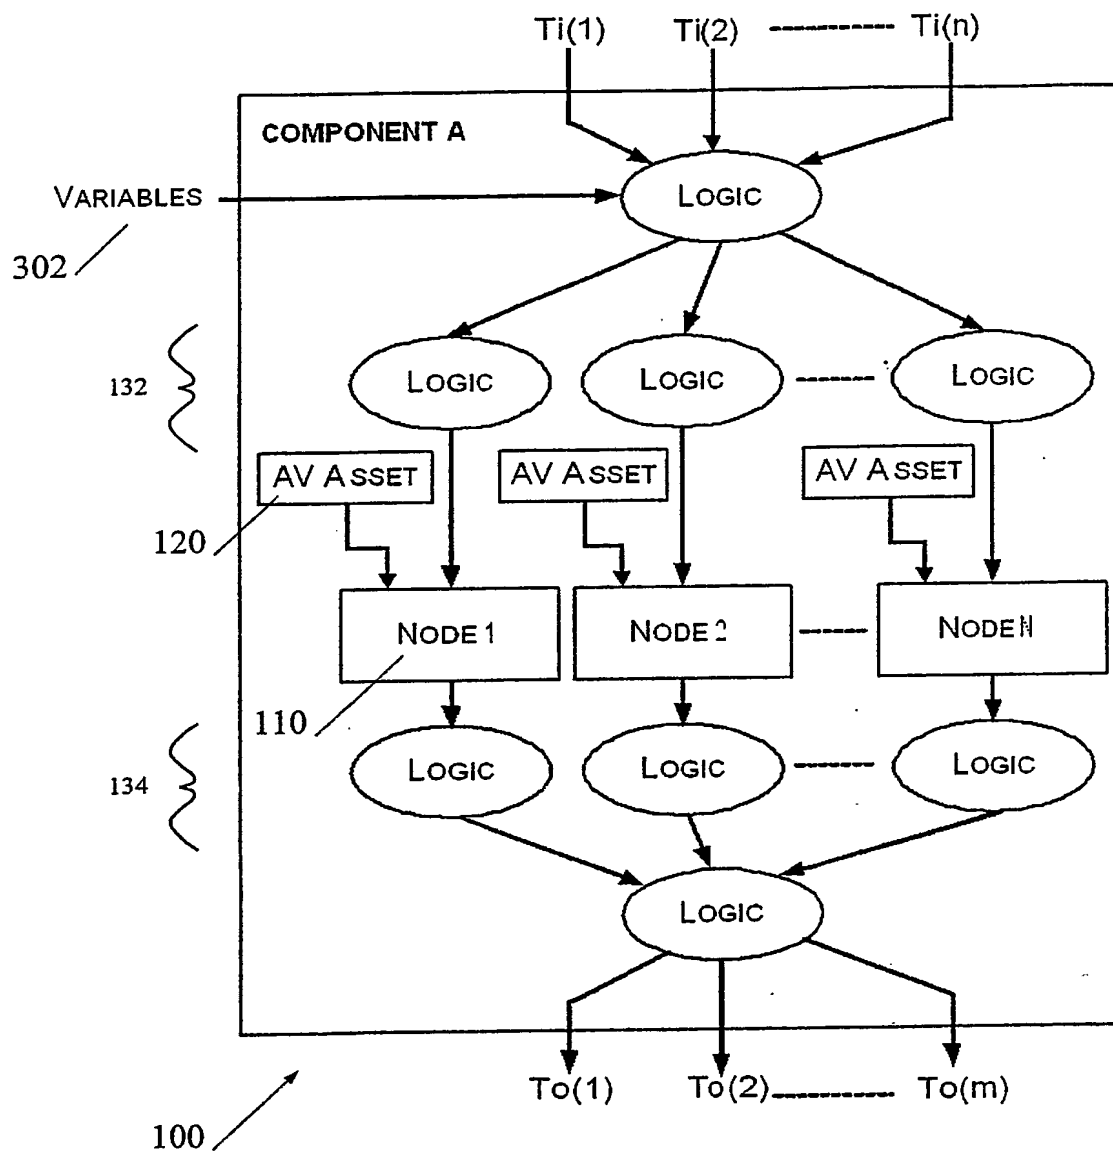 Ti(1) Ti(2) Ti(n)
COMPONENT A
VARIABLES
LOGIC
302
132
LOGIC LOGIC LOGIC
AV ASSET AV ASSET AV ASSET
120
NODE 1 NODE 2 NODE N
110
134
LOGIC LOGIC LOGIC
LOGIC
To(1) To(2) To(m)
100